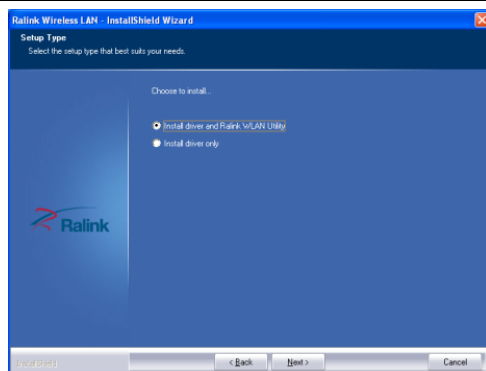 Ralink Wireless LAN - InstallShield Wizard
Setup Type
Select the setup type that best suits your needs.
Choose to install...
Install driver and Ralink WLAN Utility
Install driver only
Ralink
InstallShield
< Back
Next >
Cancel